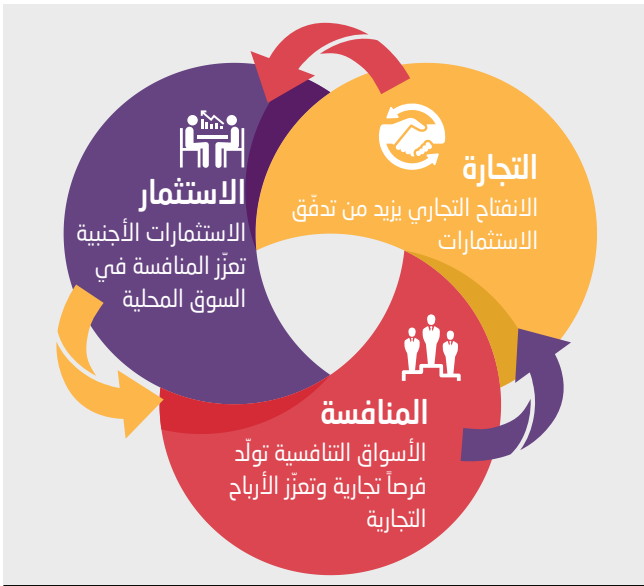 التجارة
الانفتاح التجاري يزيد من تدفّق
الاستثمارات
الاستثمار
الاستثمارات الأجنبية
تعزّز المنافسة في
السوق المحلية
المنافسة
الأسواق التنافسية تولّد
فرصاً تجارية وتعزّز الأرباح
التجارية